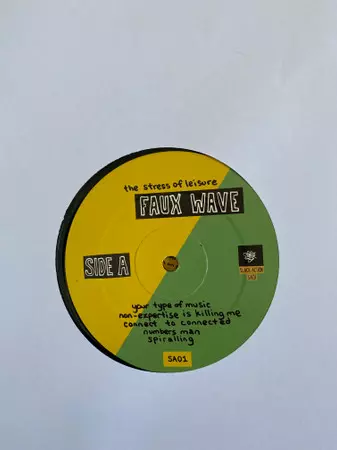 the stress of leisure
FAUX WAVE
SIDE A
your type of music
non-expertise is killing me
connect to connected
numbers man
spiralling
SA01